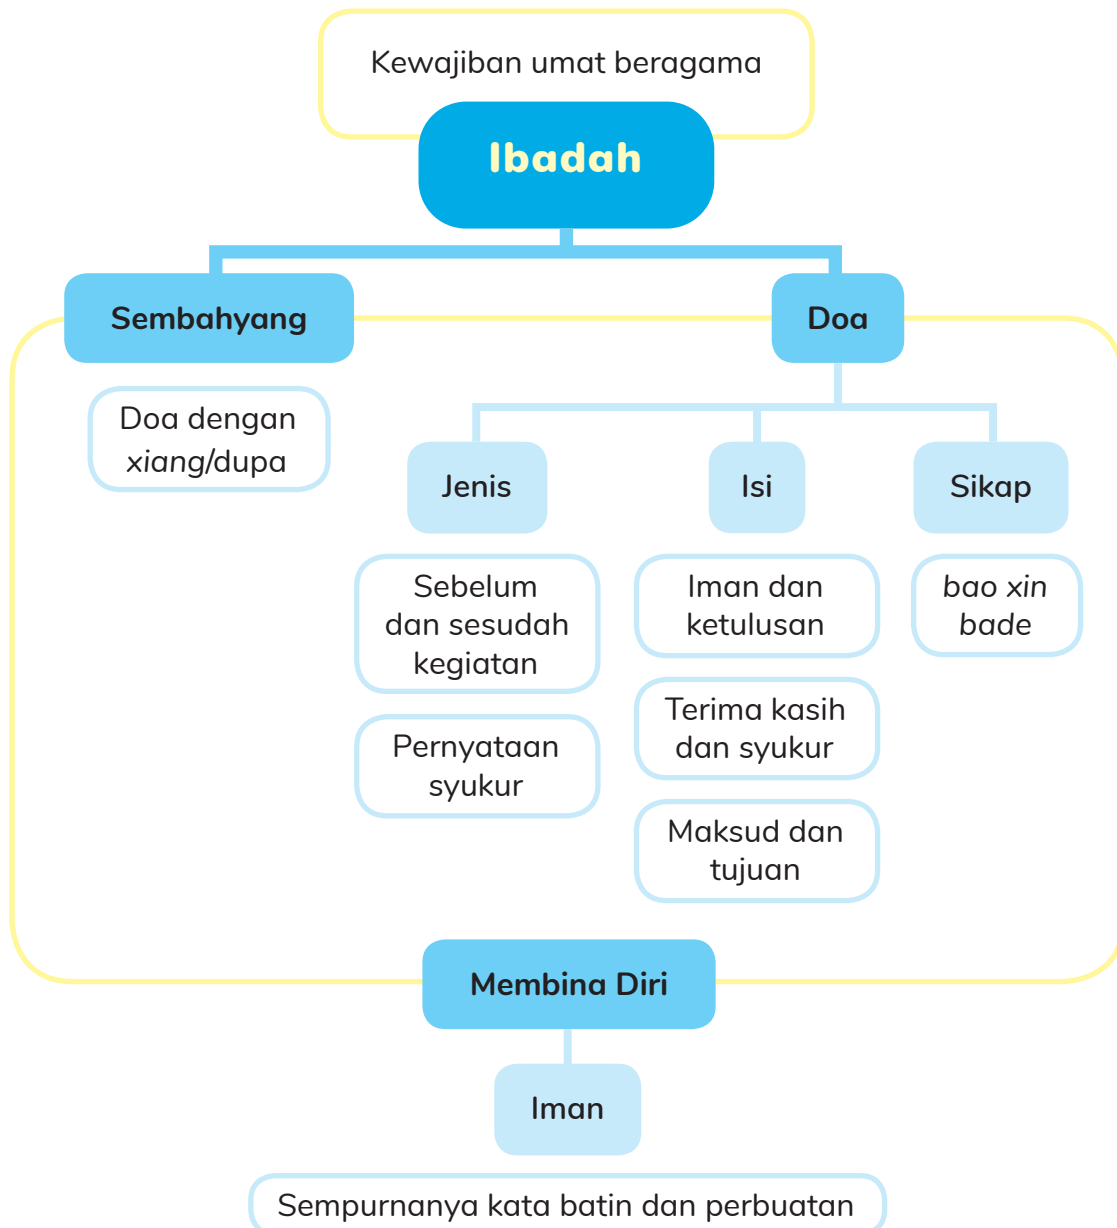 Kewajiban umat beragama
Ibadah
Sembahyang
Doa dengan
xiang/dupa
Doa
Jenis
Sebelum
dan sesudah
kegiatan
Pernyataan
syukur
Isi
Iman dan
ketulusan
Terima kasih
dan syukur
Maksud dan
tujuan
Sikap
bao xin
bade
Membina Diri
Iman
Sempurnanya kata batin dan perbuatan